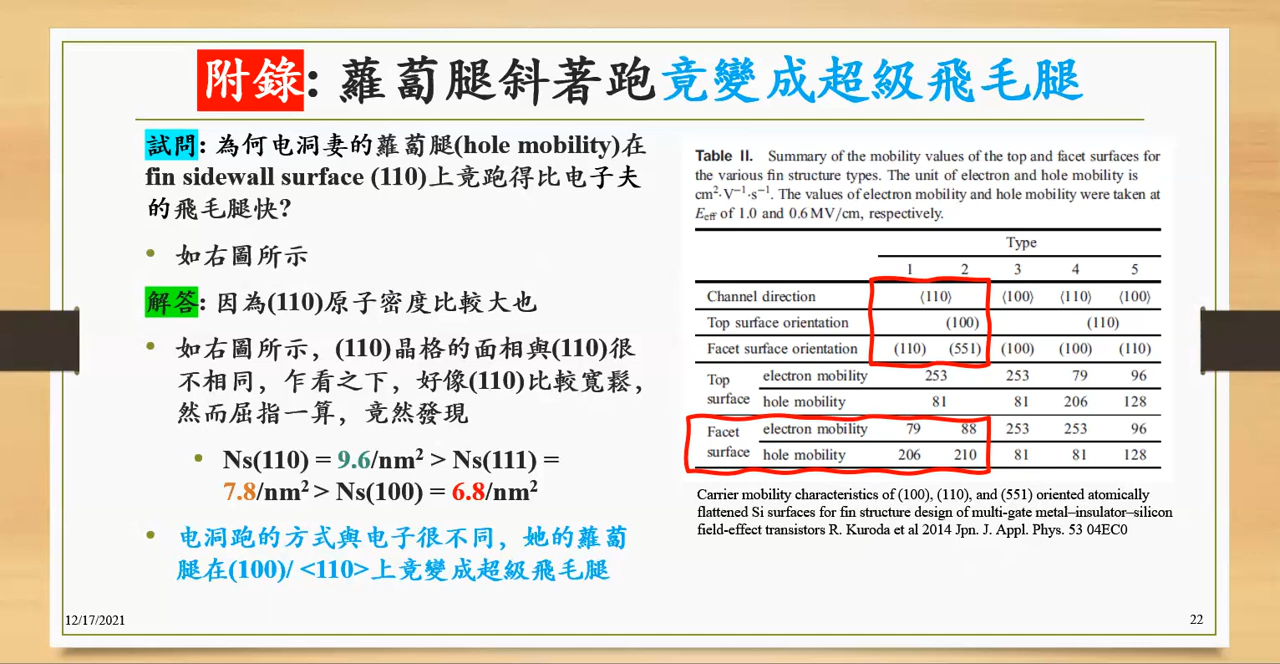 附錄: 蘿蔔腿斜著跑竟變成超級飛毛腿
試問: 為何电洞妻的蘿蔔腿(hole mobility)在
fin sidewall surface (110)上竟跑得比电子夫
的飛毛腿快?
• 如右圖所示
解答: 因為(110)原子密度比較大也
• 如右圖所示, (110)晶格的面相與(110)很
不相同, 乍看之下, 好像(110)比較寬鬆,
然而屈指一算, 竟然發現
• Ns(110) = 9.6/nm² > Ns(111) =
7.8/nm² > Ns(100) = 6.8/nm²
• 电洞跑的方式與电子很不同, 她的蘿蔔
腿在(100)/ <110>上竟變成超級飛毛腿
Table II. Summary of the mobility values of the top and facet surfaces for
the various fin structure types. The unit of electron and hole mobility is
cm²·V⁻¹·s⁻¹. The values of electron mobility and hole mobility were taken at
Eeff of 1.0 and 0.6 MV/cm, respectively.
Type
1 2 3 4 5
Channel direction ⟨110⟩ ⟨100⟩ ⟨110⟩ ⟨100⟩
Top surface orientation (100) (110)
Facet surface orientation (110) (551) (100) (100) (110)
Top surface electron mobility 253 253 79 96
hole mobility 81 81 206 128
Facet surface electron mobility 79 88 253 253 96
hole mobility 206 210 81 81 128
Carrier mobility characteristics of (100), (110), and (551) oriented atomically
flattened Si surfaces for fin structure design of multi-gate metal–insulator–silicon
field-effect transistors R. Kuroda et al 2014 Jpn. J. Appl. Phys. 53 04EC0
12/17/2021
22